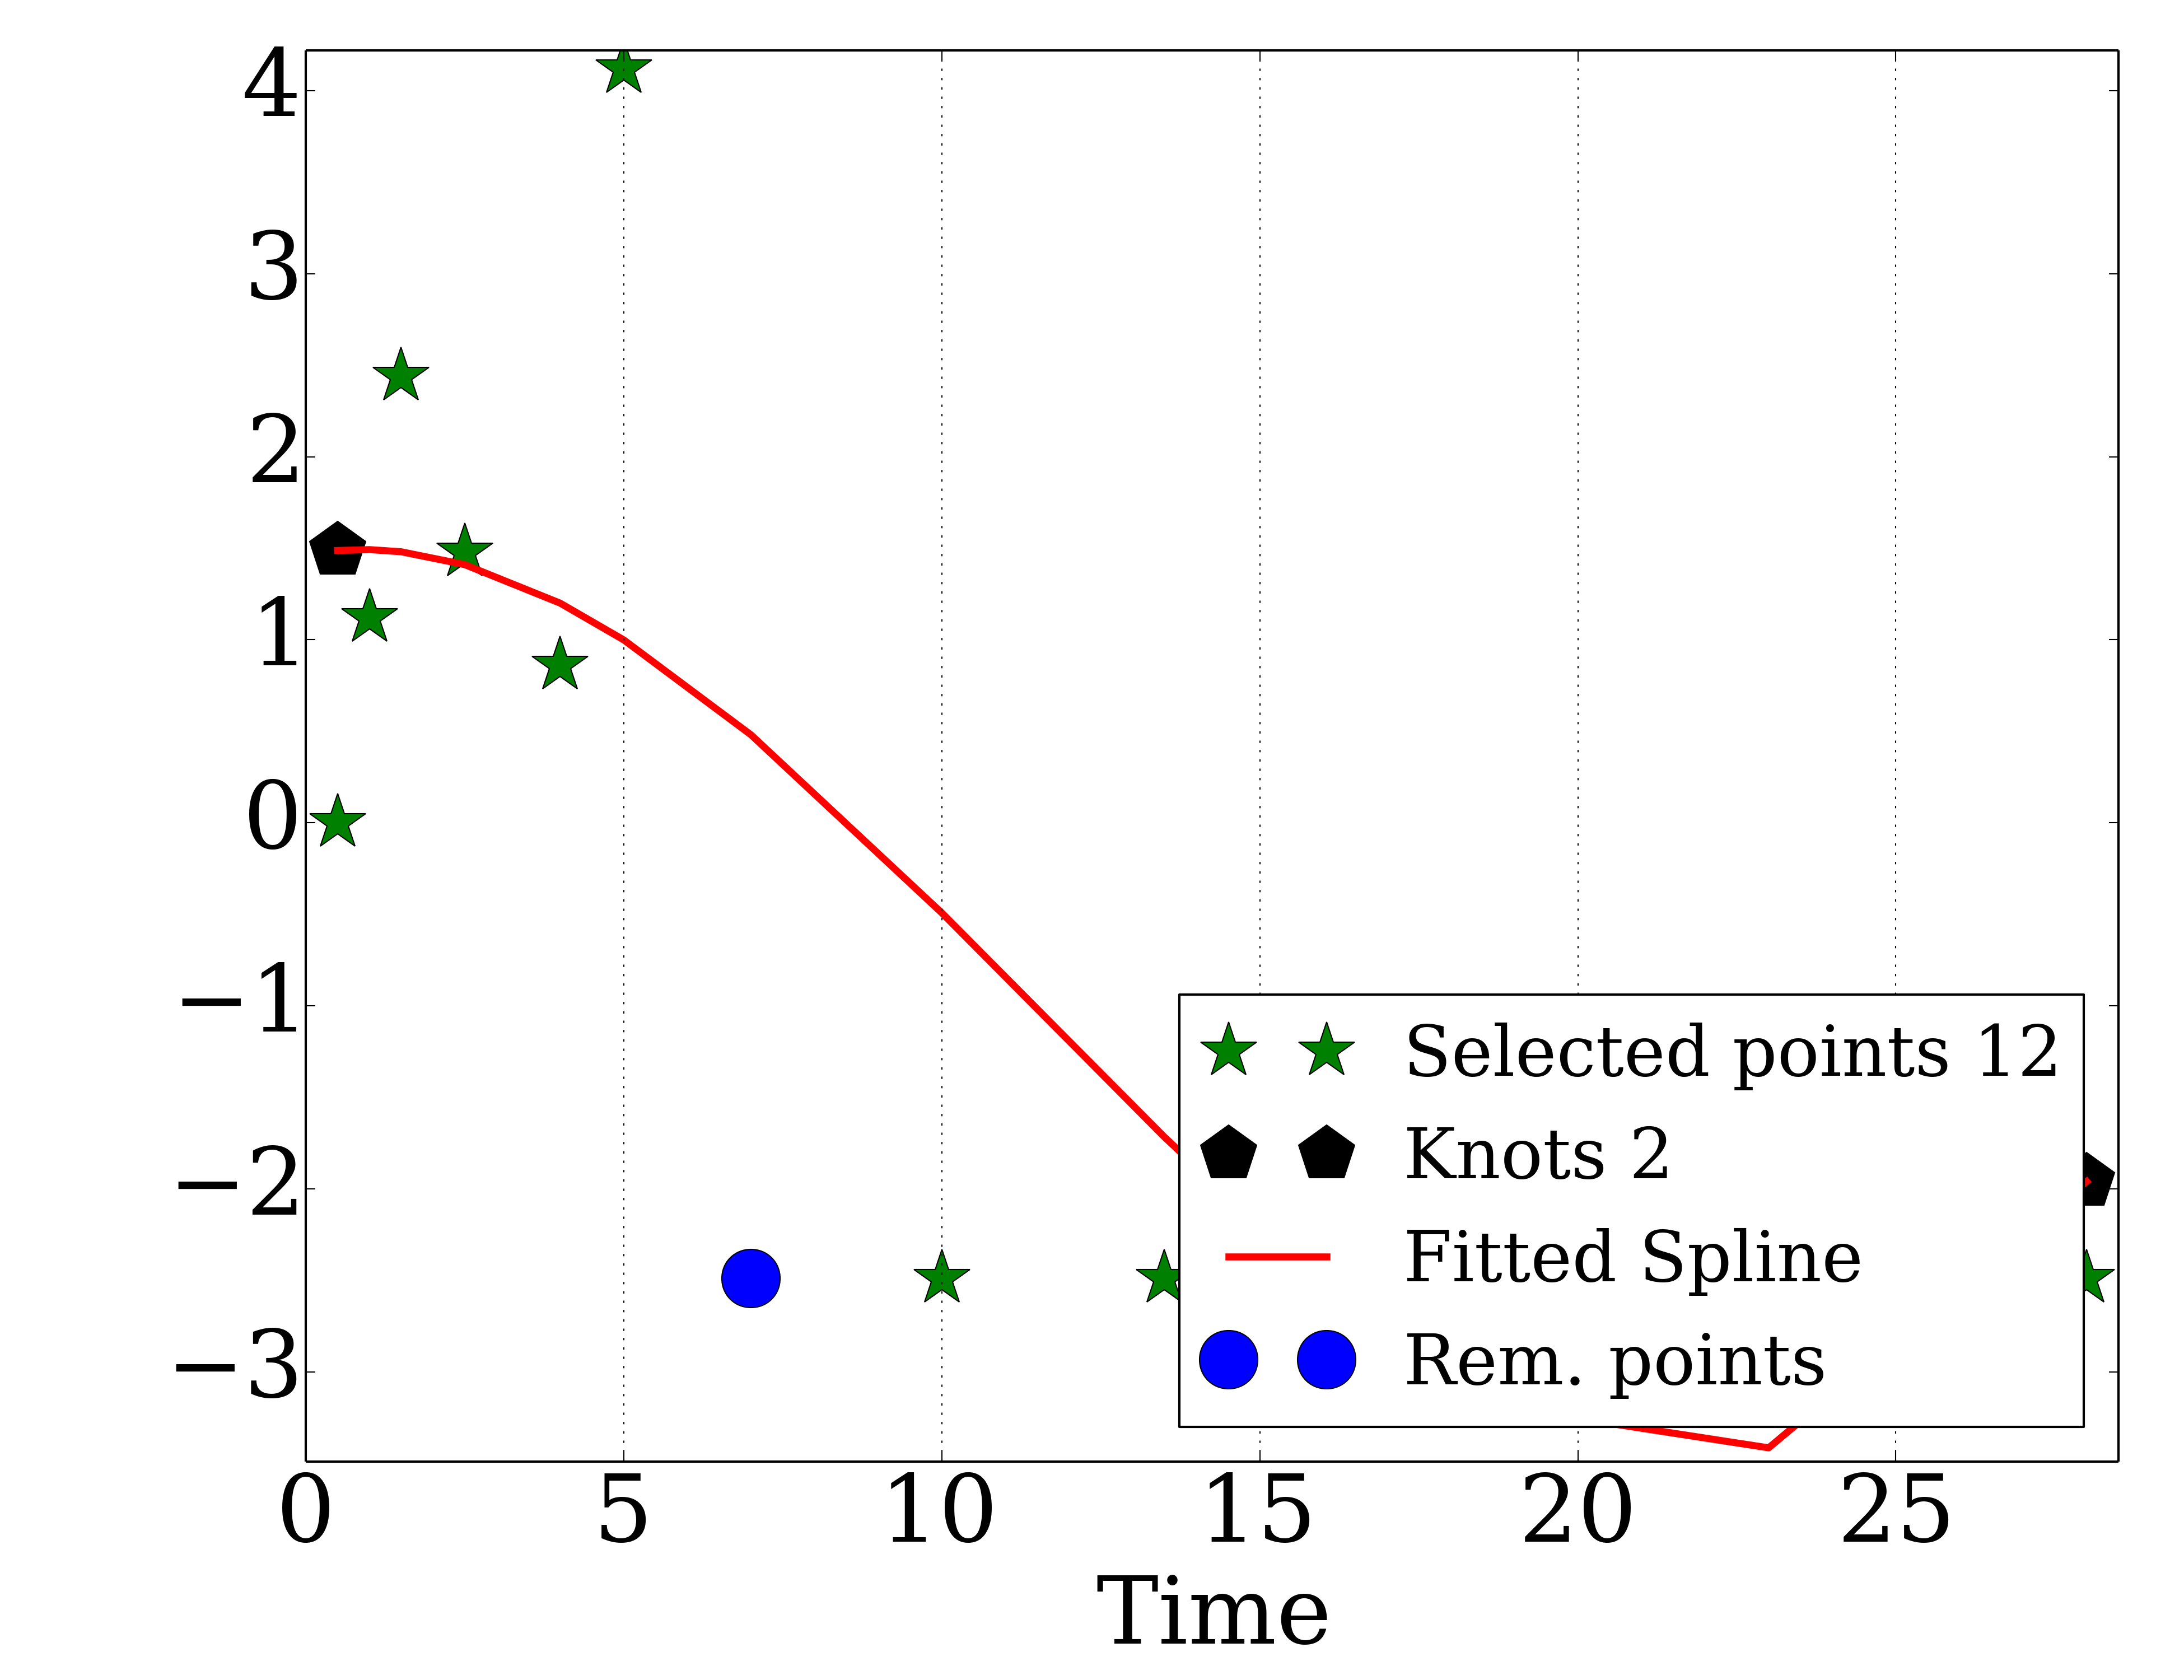 4
3
2
1
0
−1
−2
−3
Selected points 12
Knots 2
Fitted Spline
Rem. points
0 5 10 15 20 25
Time